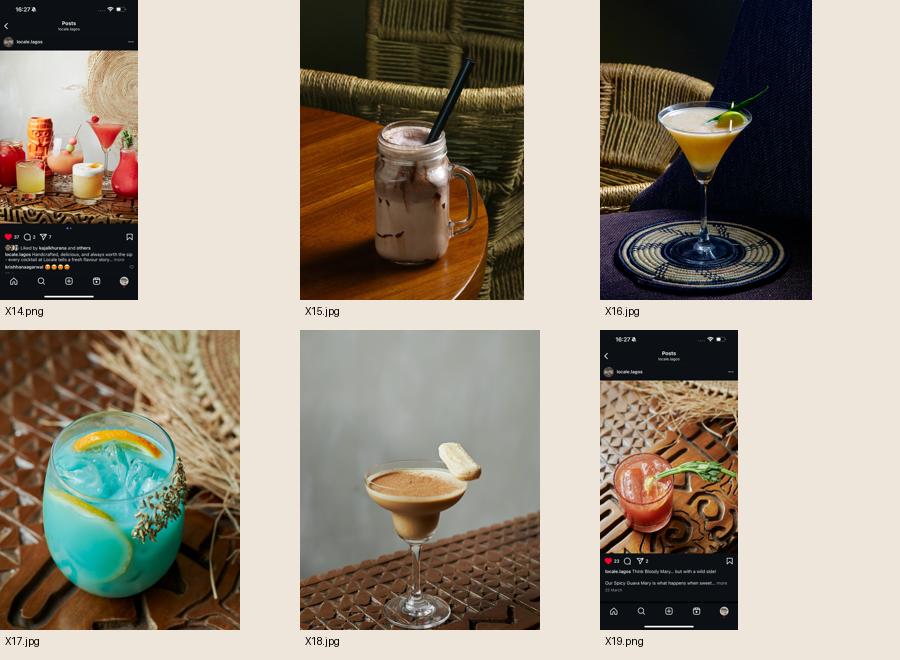 16:27
Posts
locale.lagos
locale.lagos
37 2 7
Liked by kajalkhurana and others
locale.lagos Handcrafted, delicious, and always worth the sip
- every cocktail at Locale tells a fresh flavour story... more
krishhanaagarwal
X14.png
X15.jpg
X16.jpg
16:27
Posts
locale.lagos
locale.lagos
23 2
locale.lagos Think Bloody Mary... but with a wild side!
Our Spicy Guava Mary is what happens when sweet... more
23 March
X17.jpg
X18.jpg
X19.png